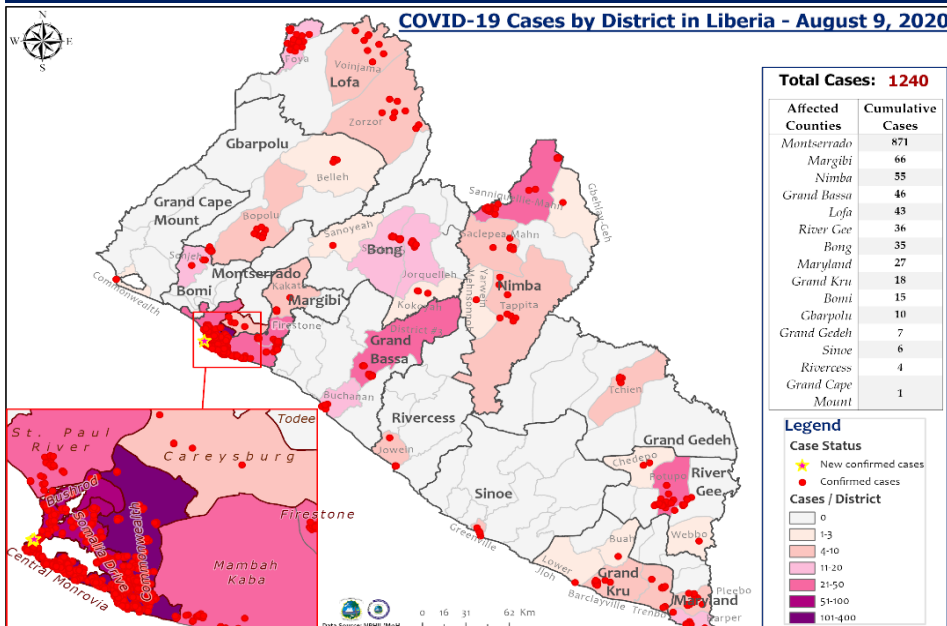 COVID-19 Cases by District in Liberia - August 9, 2020
N
W
E
S
Foya
Voinjama
Lofa
Zorzor
Gbarpolu
Belleh
Grand Cape
Mount
Bopolu
Sanoyeah
Bong
Jorquelleh
Kokoyah
Commonwealth
Bomi
Montserrado
Kakata
Margibi
Firestone
Sanniquellie-Mahn
Gbehlay-Geh
Saclepea-Mahn
Yarwein
Mehnsonnoh
Nimba
Tappita
District #3
Grand
Bassa
Buchanan
Rivercess
Jowein
Tchien
Grand Gedeh
Chedepo
Potupo
River
Gee
Sinoe
Greenville
Webbo
Buah
Lower
Jloh
Grand
Kru
Barclayville
Trenbo
Maryland
Pleebo
Harper
Total Cases: 1240
Affected Counties Cumulative Cases
Montserrado 871
Margibi 66
Nimba 55
Grand Bassa 46
Lofa 43
River Gee 36
Bong 35
Maryland 27
Grand Kru 18
Bomi 15
Gbarpolu 10
Grand Gedeh 7
Sinoe 6
Rivercess 4
Grand Cape Mount 1
Legend
Case Status
New confirmed cases
Confirmed cases
Cases / District
0
1-3
4-10
11-20
21-50
51-100
101-400
St. Paul
River
Todee
Careysburg
Bushrod
Somalia Drive
Commonwealth
Central Monrovia
Firestone
Mambah
Kaba
0 16 31 62 Km